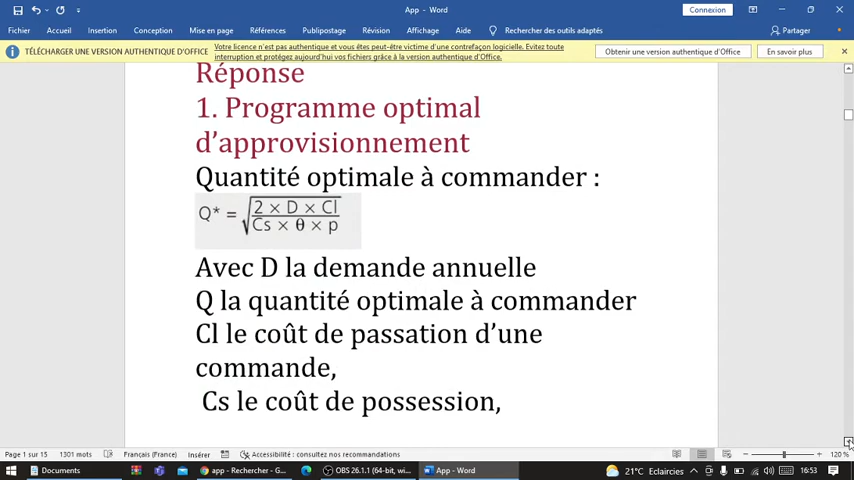 App - Word
Connexion
Fichier Accueil Insertion Conception Mise en page Références Publipostage Révision Affichage Aide Rechercher des outils adaptés Partager
TÉLÉCHARGER UNE VERSION AUTHENTIQUE D'OFFICE Votre licence n'est pas authentique et vous êtes peut-être victime d'une contrefaçon logicielle. Evitez toute
interruption et protégez aujourd'hui vos fichiers grâce à la version authentique d'Office.
Obtenir une version authentique d'Office En savoir plus
Réponse
1. Programme optimal
d’approvisionnement
Quantité optimale à commander :
Q* = √(2 × D × Cl
Cs × θ × p)
Avec D la demande annuelle
Q la quantité optimale à commander
Cl le coût de passation d’une
commande,
Cs le coût de possession,
Page 1 sur 15 1301 mots Français (France) Insérer Accessibilité : consultez nos recommandations 120 %
Documents app - Rechercher - G... OBS 26.1.1 (64-bit, wi... App - Word 21°C Eclaircies 16:53